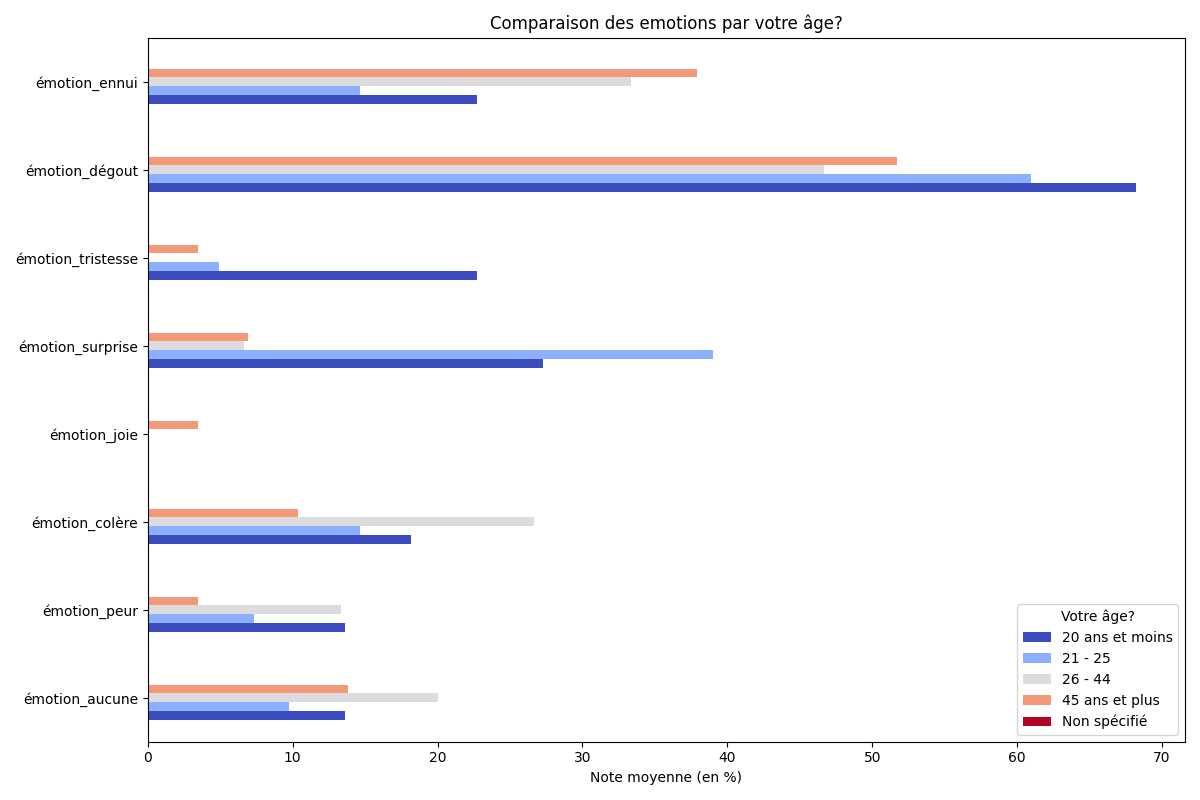 Comparaison des emotions par votre âge?
émotion_ennui
émotion_dégout
émotion_tristesse
émotion_surprise
émotion_joie
émotion_colère
émotion_peur
émotion_aucune
Votre âge?
20 ans et moins
21 - 25
26 - 44
45 ans et plus
Non spécifié
0 10 20 30 40 50 60 70
Note moyenne (en %)